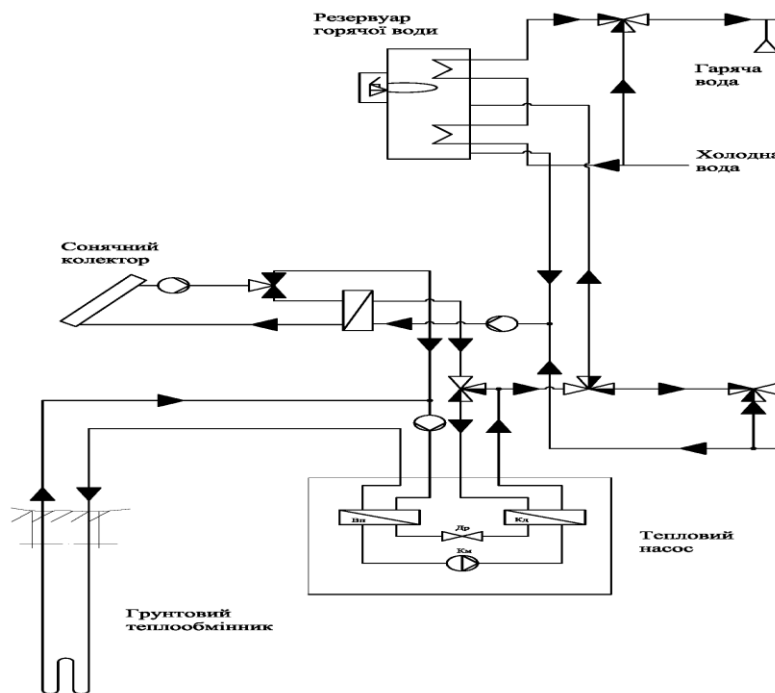 Резервуар
горячої води
Гаряча
вода
Холодна
вода
Сонячний
колектор
Вп
Др
Кд
Км
Тепловий
насос
Грунтовий
теплообмінник